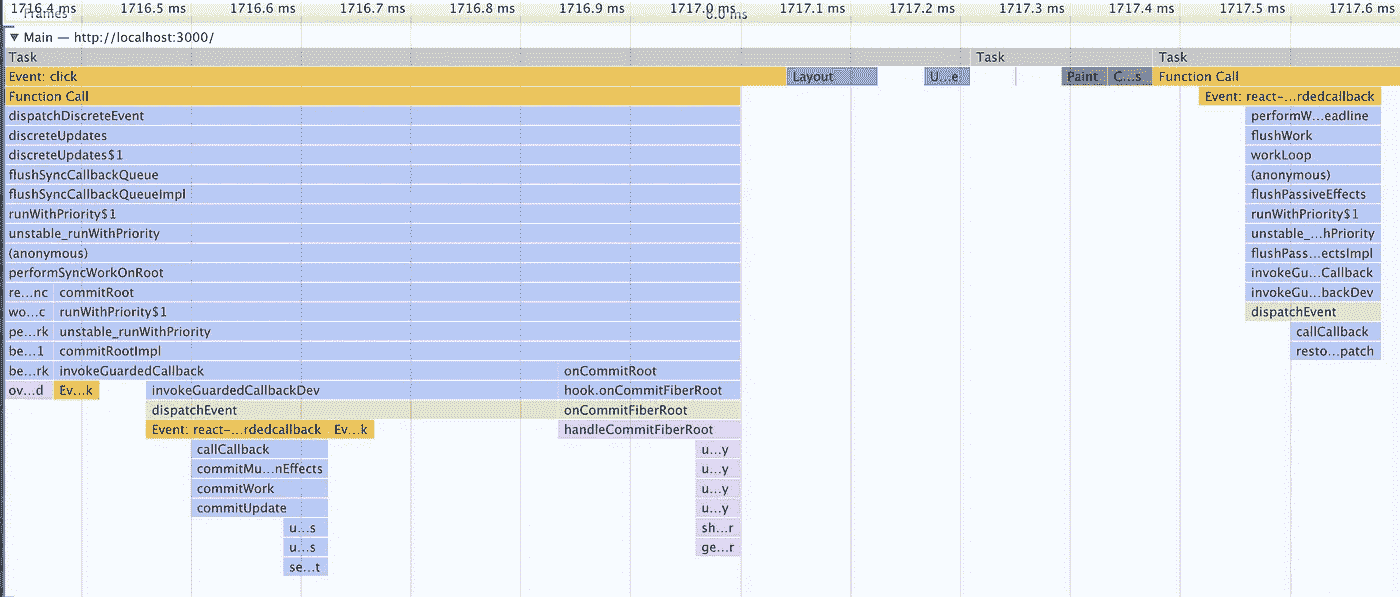 1716.4 ms 1716.5 ms 1716.6 ms 1716.7 ms 1716.8 ms 1716.9 ms 1717.0 ms 1717.1 ms 1717.2 ms 1717.3 ms 1717.4 ms 1717.5 ms 1717.6 ms
Frames 0.0 ms
▼ Main — http://localhost:3000/
Task Task Task
Event: click Layout U...e Paint C...s Function Call
Function Call Event: react-...rdedcallback
dispatchDiscreteEvent performW...eadline
discreteUpdates flushWork
discreteUpdates$1 workLoop
flushSyncCallbackQueue (anonymous)
flushSyncCallbackQueueImpl flushPassiveEffects
runWithPriority$1 runWithPriority$1
unstable_runWithPriority unstable_...hPriority
(anonymous) flushPass...ectsImpl
performSyncWorkOnRoot invokeGu...Callback
re...nc commitRoot invokeGu...backDev
wo...c runWithPriority$1 dispatchEvent
pe...rk unstable_runWithPriority callCallback
be...1 commitRootImpl resto...patch
be...rk invokeGuardedCallback onCommitRoot
ov...d Ev...k invokeGuardedCallbackDev hook.onCommitFiberRoot
dispatchEvent onCommitFiberRoot
Event: react-...rdedcallback Ev...k handleCommitFiberRoot
callCallback u...y
commitMu...nEffects u...y
commitWork u...y
commitUpdate u...y
u...s sh...r
u...s ge...r
se...t